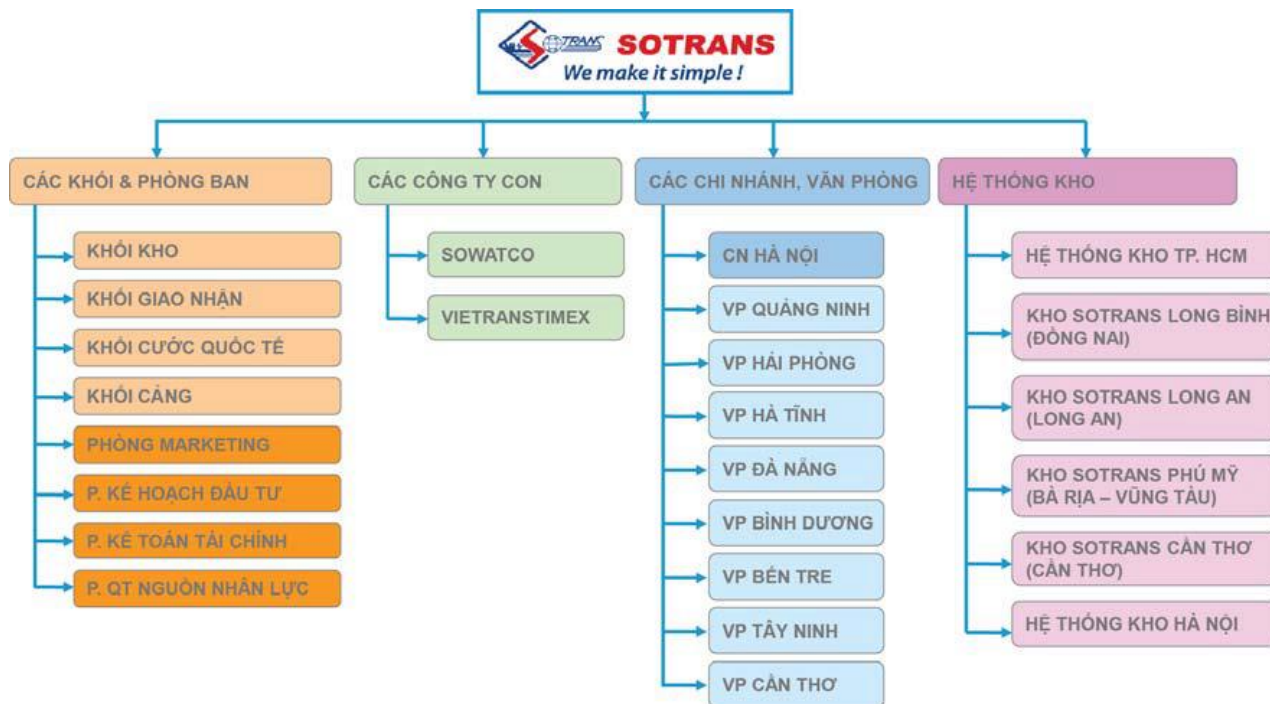 SOTRANS SOTRANS
We make it simple !
CÁC KHỐI & PHÒNG BAN
KHỐI KHO
KHỐI GIAO NHẬN
KHỐI CƯỚC QUỐC TẾ
KHỐI CẢNG
PHÒNG MARKETING
P. KẾ HOẠCH ĐẦU TƯ
P. KẾ TOÁN TÀI CHÍNH
P. QT NGUỒN NHÂN LỰC
CÁC CÔNG TY CON
SOWATCO
VIETRANSTIMEX
CÁC CHI NHÁNH, VĂN PHÒNG
CN HÀ NỘI
VP QUẢNG NINH
VP HẢI PHÒNG
VP HÀ TĨNH
VP ĐÀ NẴNG
VP BÌNH DƯƠNG
VP BẾN TRE
VP TÂY NINH
VP CẦN THƠ
HỆ THỐNG KHO
HỆ THỐNG KHO TP. HCM
KHO SOTRANS LONG BÌNH
(ĐỒNG NAI)
KHO SOTRANS LONG AN
(LONG AN)
KHO SOTRANS PHÚ MỸ
(BÀ RỊA – VŨNG TÀU)
KHO SOTRANS CẦN THƠ
(CẦN THƠ)
HỆ THỐNG KHO HÀ NỘI